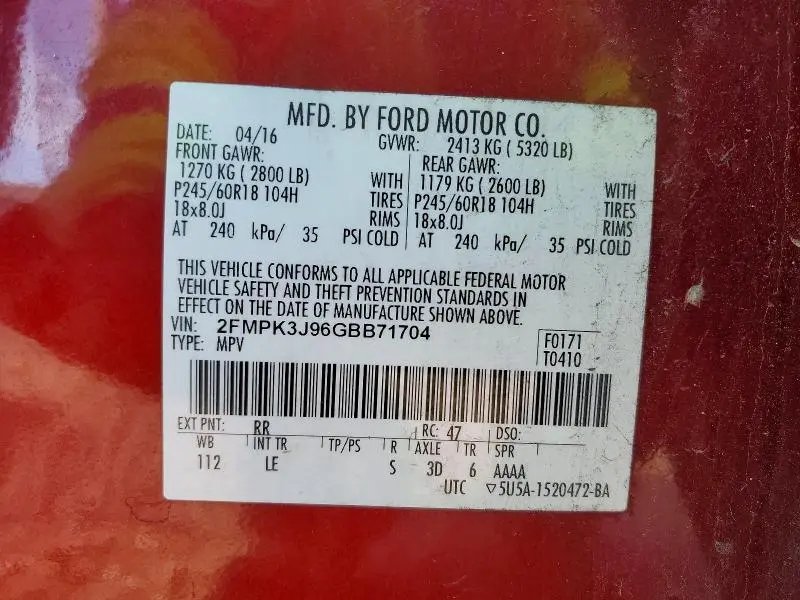 MFD. BY FORD MOTOR CO.
DATE: 04/16 GVWR: 2413 KG ( 5320 LB)
FRONT GAWR: REAR GAWR:
1270 KG ( 2800 LB) WITH 1179 KG ( 2600 LB) WITH
P245/60R18 104H TIRES P245/60R18 104H TIRES
18x8.0J RIMS 18x8.0J RIMS
AT 240 kPa/ 35 PSI COLD AT 240 kPa/ 35 PSI COLD
THIS VEHICLE CONFORMS TO ALL APPLICABLE FEDERAL MOTOR
VEHICLE SAFETY AND THEFT PREVENTION STANDARDS IN
EFFECT ON THE DATE OF MANUFACTURE SHOWN ABOVE.
VIN: 2FMPK3J96GBB71704 F0171
TYPE: MPV T0410
EXT PNT: RR RC: 47 DSO:
WB INT TR TP/PS R AXLE TR SPR
112 LE S 3D 6 AAAA
UTC ▽5U5A-1520472-BA